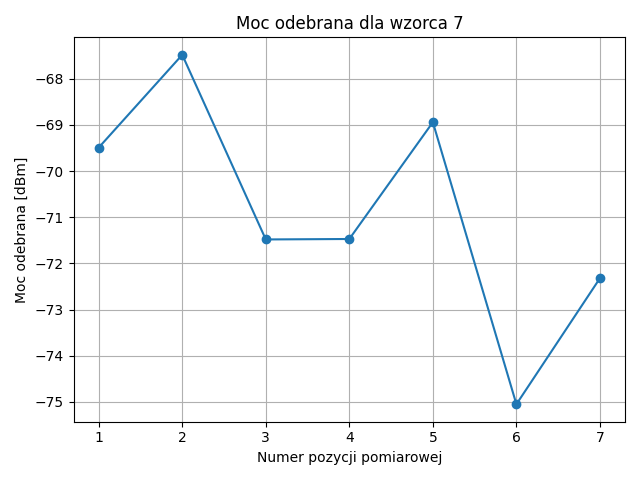 Moc odebrana dla wzorca 7
Moc odebrana [dBm]
−68
−69
−70
−71
−72
−73
−74
−75
1 2 3 4 5 6 7
Numer pozycji pomiarowej